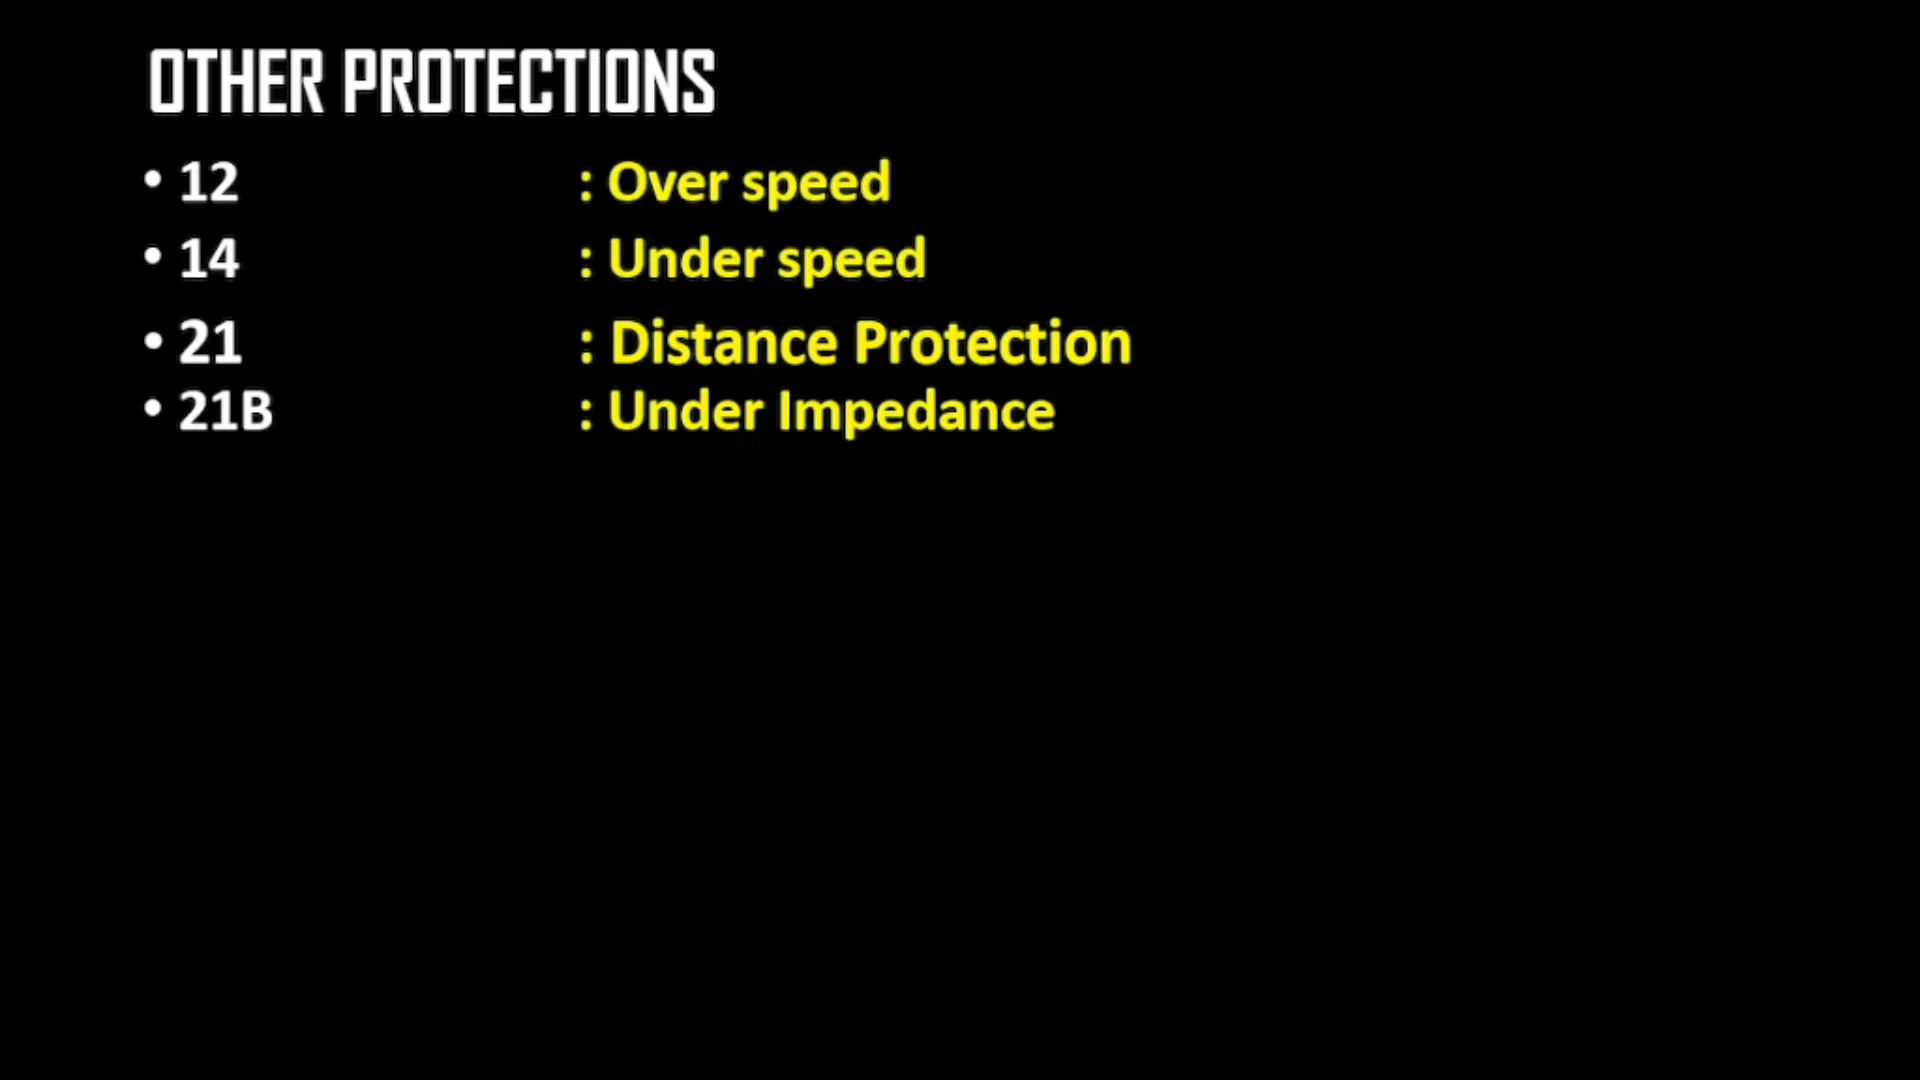 OTHER PROTECTIONS
• 12 : Over speed
• 14 : Under speed
• 21 : Distance Protection
• 21B : Under Impedance